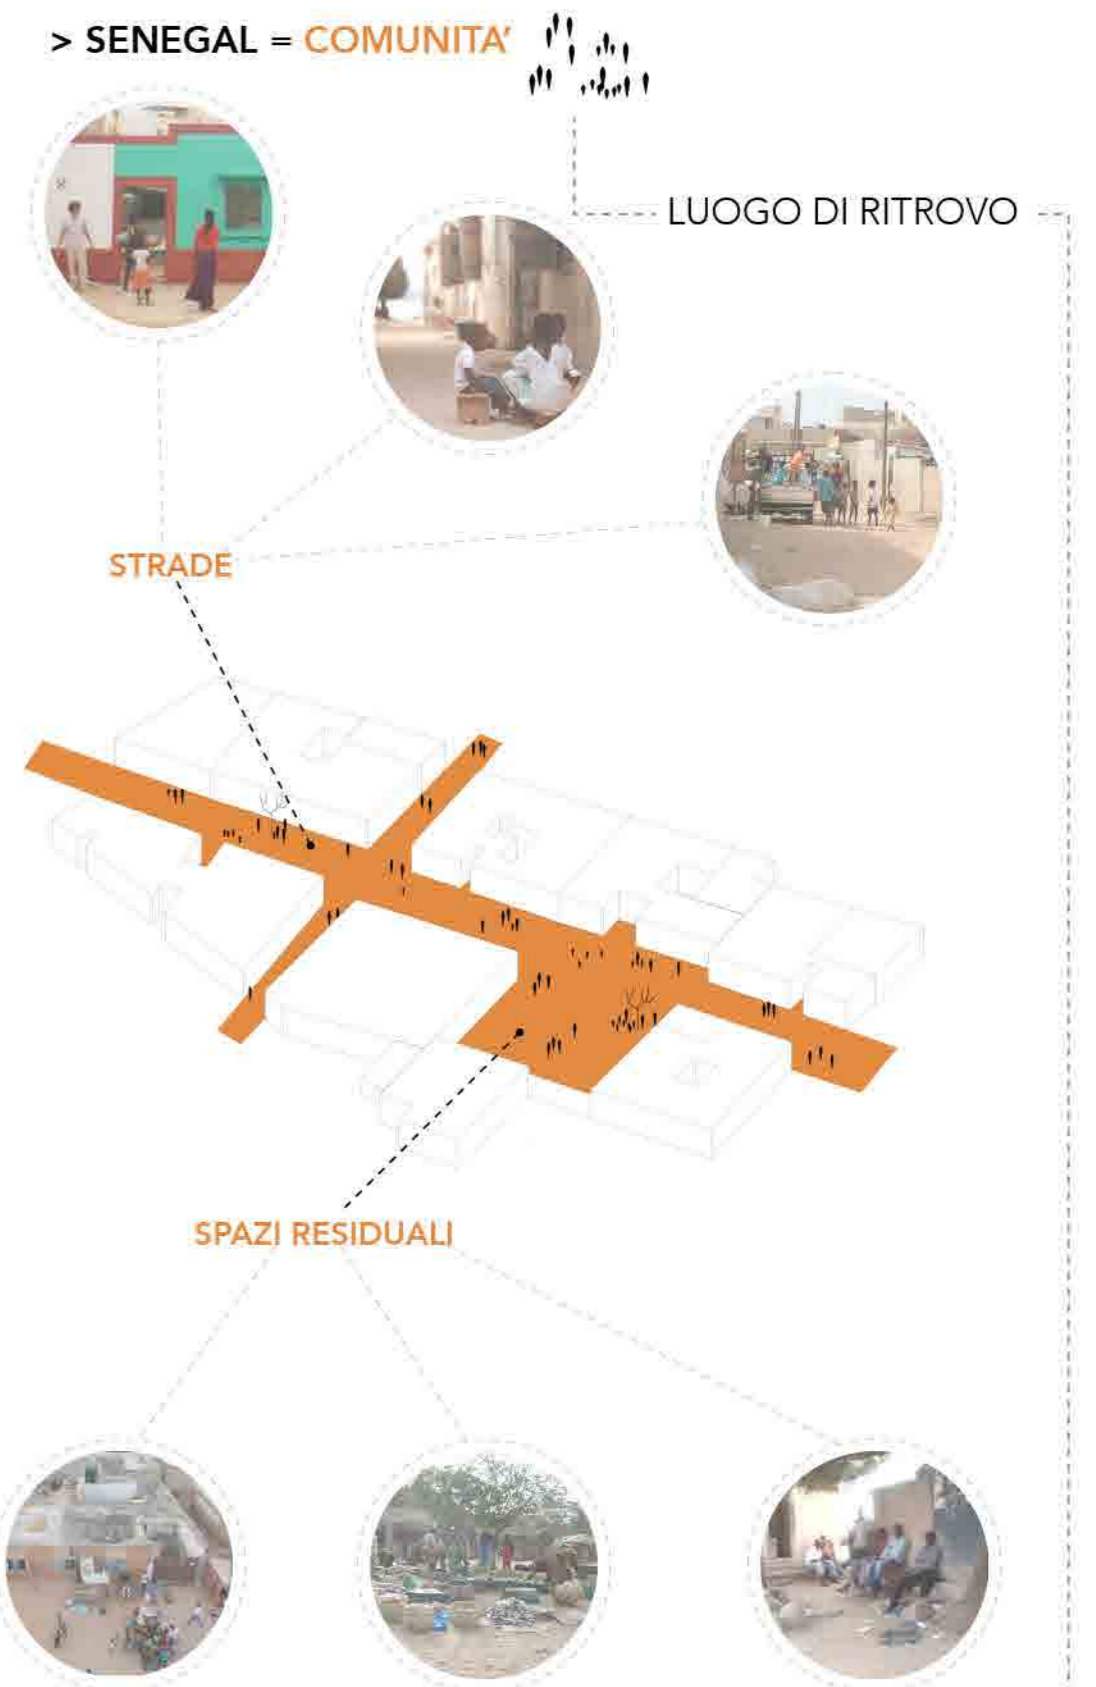 > SENEGAL = COMUNITA'
LUOGO DI RITROVO
STRADE
SPAZI RESIDUALI